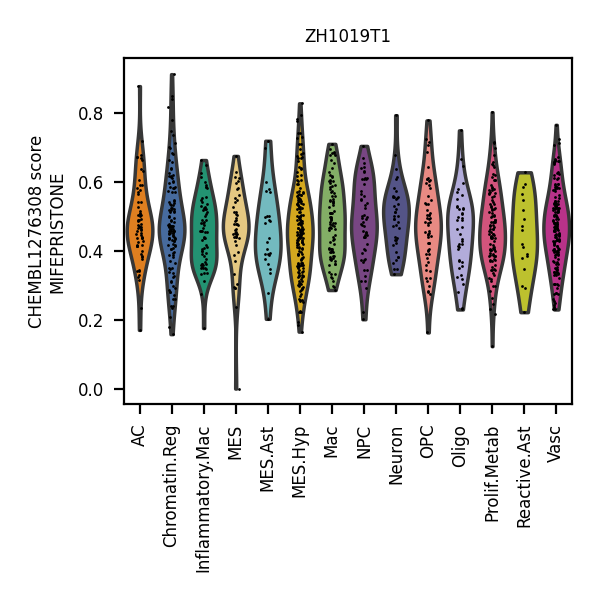 ZH1019T1
CHEMBL1276308 score
MIFEPRISTONE
0.8
0.6
0.4
0.2
0.0
AC
Chromatin.Reg
Inflammatory.Mac
MES
MES.Ast
MES.Hyp
Mac
NPC
Neuron
OPC
Oligo
Prolif.Metab
Reactive.Ast
Vasc